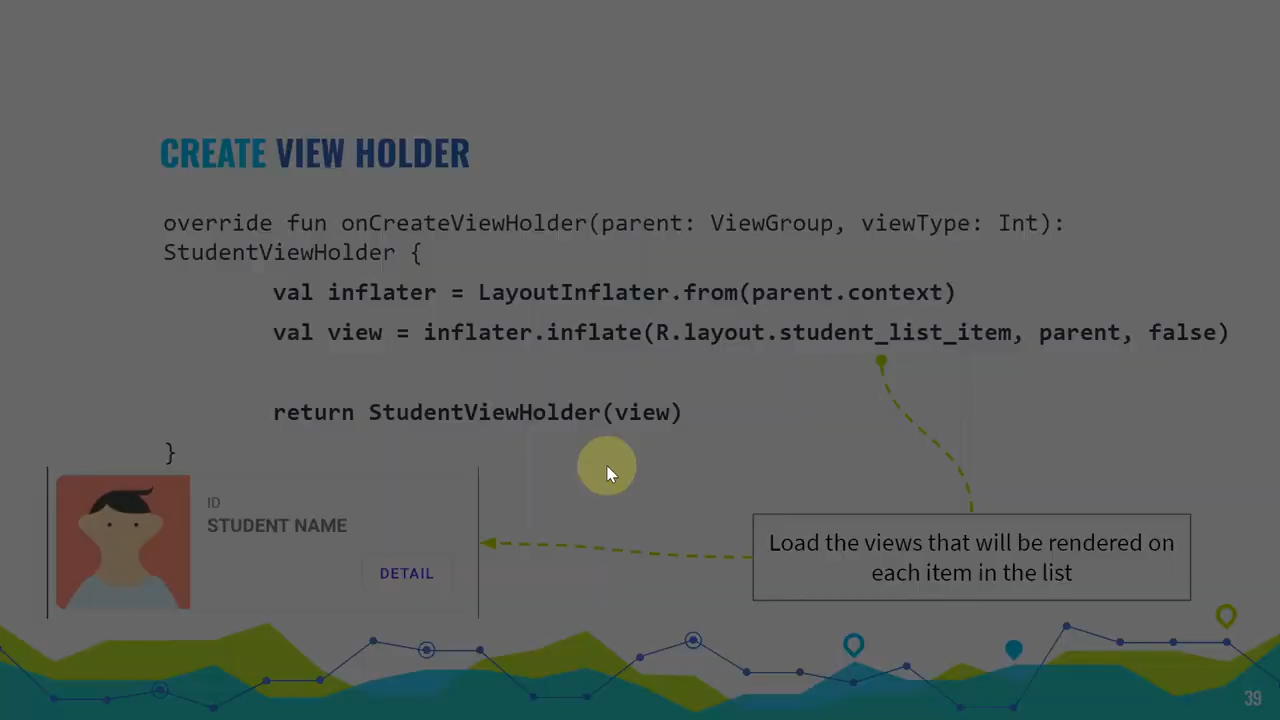 CREATE VIEW HOLDER
override fun onCreateViewHolder(parent: ViewGroup, viewType: Int):
StudentViewHolder {
val inflater = LayoutInflater.from(parent.context)
val view = inflater.inflate(R.layout.student_list_item, parent, false)
return StudentViewHolder(view)
}
ID
STUDENT NAME
DETAIL
Load the views that will be rendered on
each item in the list
39